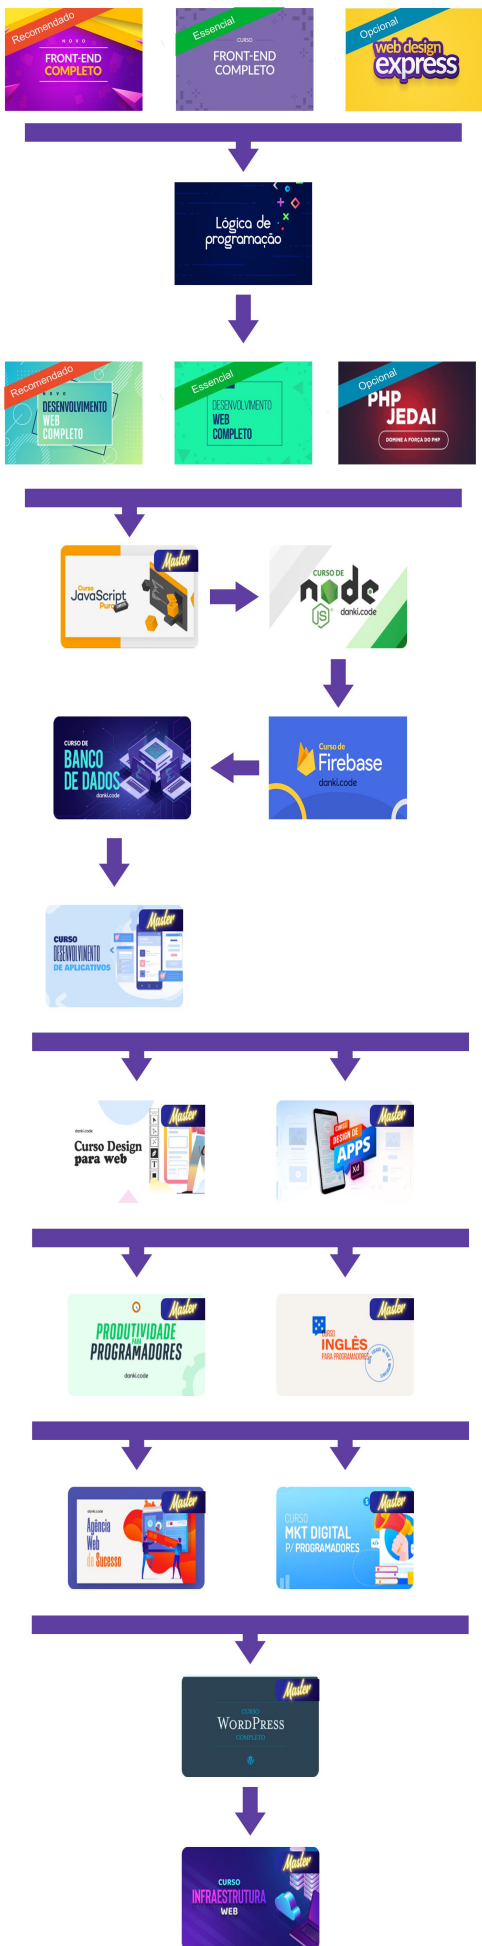 Recomendado
NOVO
FRONT-END
COMPLETO
Essencial
CURSO
FRONT-END
COMPLETO
Opcional
web design
express
Lógica de
programação
Recomendado
NOVO
DESENVOLVIMENTO
WEB
COMPLETO
Essencial
DESENVOLVIMENTO
WEB
COMPLETO
Opcional
PHP
JEDAI
DOMINE A FORÇA DO PHP
Master
Curso
JavaScript
Puro
CURSO DE
node
JS
danki.code
CURSO DE
BANCO
DE DADOS
danki.code
Curso de
Firebase
danki.code
Master
CURSO
DESENVOLVIMENTO
DE APLICATIVOS
Master
danki.code
Curso Design
para web
Master
CURSO
DESIGN DE
APPS
Xd
Master
PRODUTIVIDADE
PARA
PROGRAMADORES
danki.code
Master
CURSO
INGLÊS
PARA PROGRAMADORES
Master
danki.code
Agência
Web
de Sucesso
Master
CURSO
MKT DIGITAL
P/ PROGRAMADORES
Master
CURSO
WORDPRESS
COMPLETO
Master
CURSO
INFRAESTRUTURA
WEB